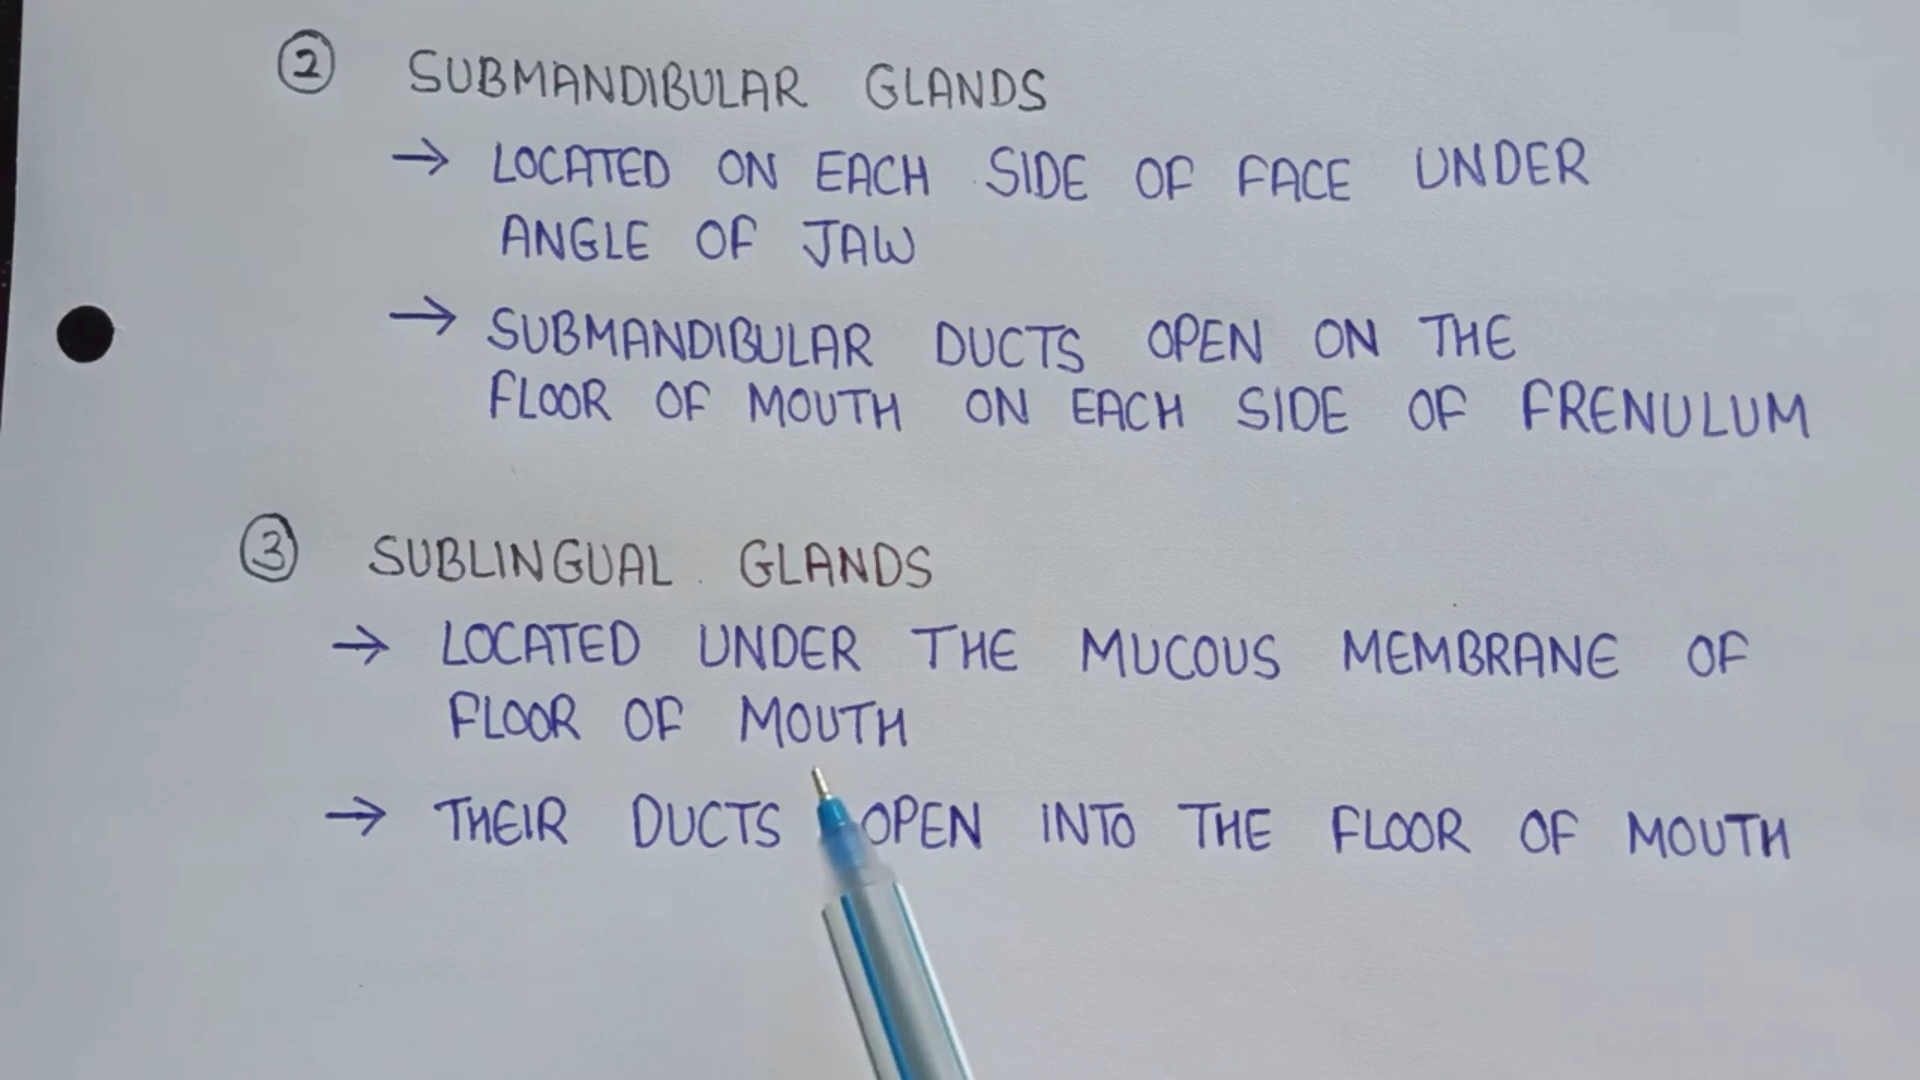 ② SUBMANDIBULAR GLANDS
→ LOCATED ON EACH SIDE OF FACE UNDER
ANGLE OF JAW
→ SUBMANDIBULAR DUCTS OPEN ON THE
FLOOR OF MOUTH ON EACH SIDE OF FRENULUM
③ SUBLINGUAL GLANDS
→ LOCATED UNDER THE MUCOUS MEMBRANE OF
FLOOR OF MOUTH
→ THEIR DUCTS OPEN INTO THE FLOOR OF MOUTH